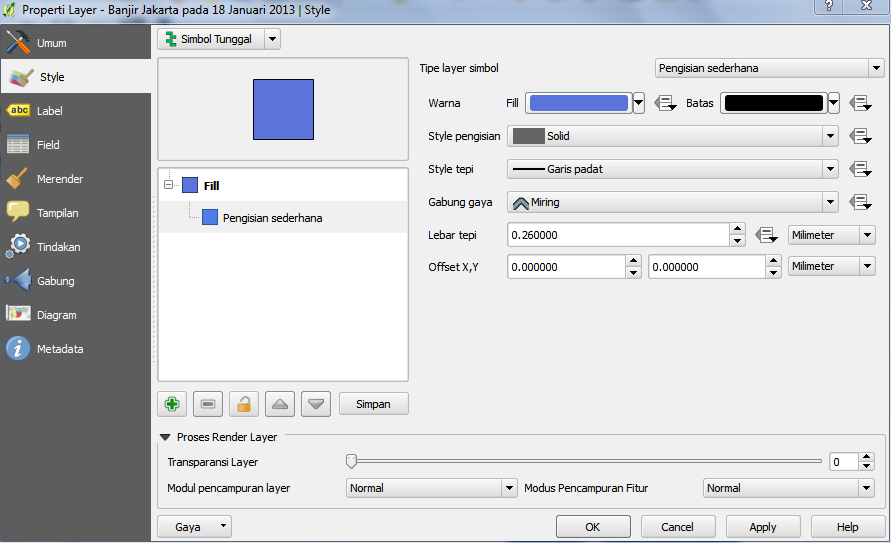 Properti Layer - Banjir Jakarta pada 18 Januari 2013 | Style
?
Umum
Style
abc Label
Field
Merender
Tampilan
Tindakan
Gabung
Diagram
Metadata
Simbol Tunggal
Fill
Pengisian sederhana
Simpan
Tipe layer simbol Pengisian sederhana
Warna Fill Batas
Style pengisian Solid
Style tepi Garis padat
Gabung gaya Miring
Lebar tepi 0.260000 Milimeter
Offset X,Y 0.000000 0.000000 Milimeter
Proses Render Layer
Transparansi Layer 0
Modul pencampuran layer Normal Modus Pencampuran Fitur Normal
Gaya OK Cancel Apply Help